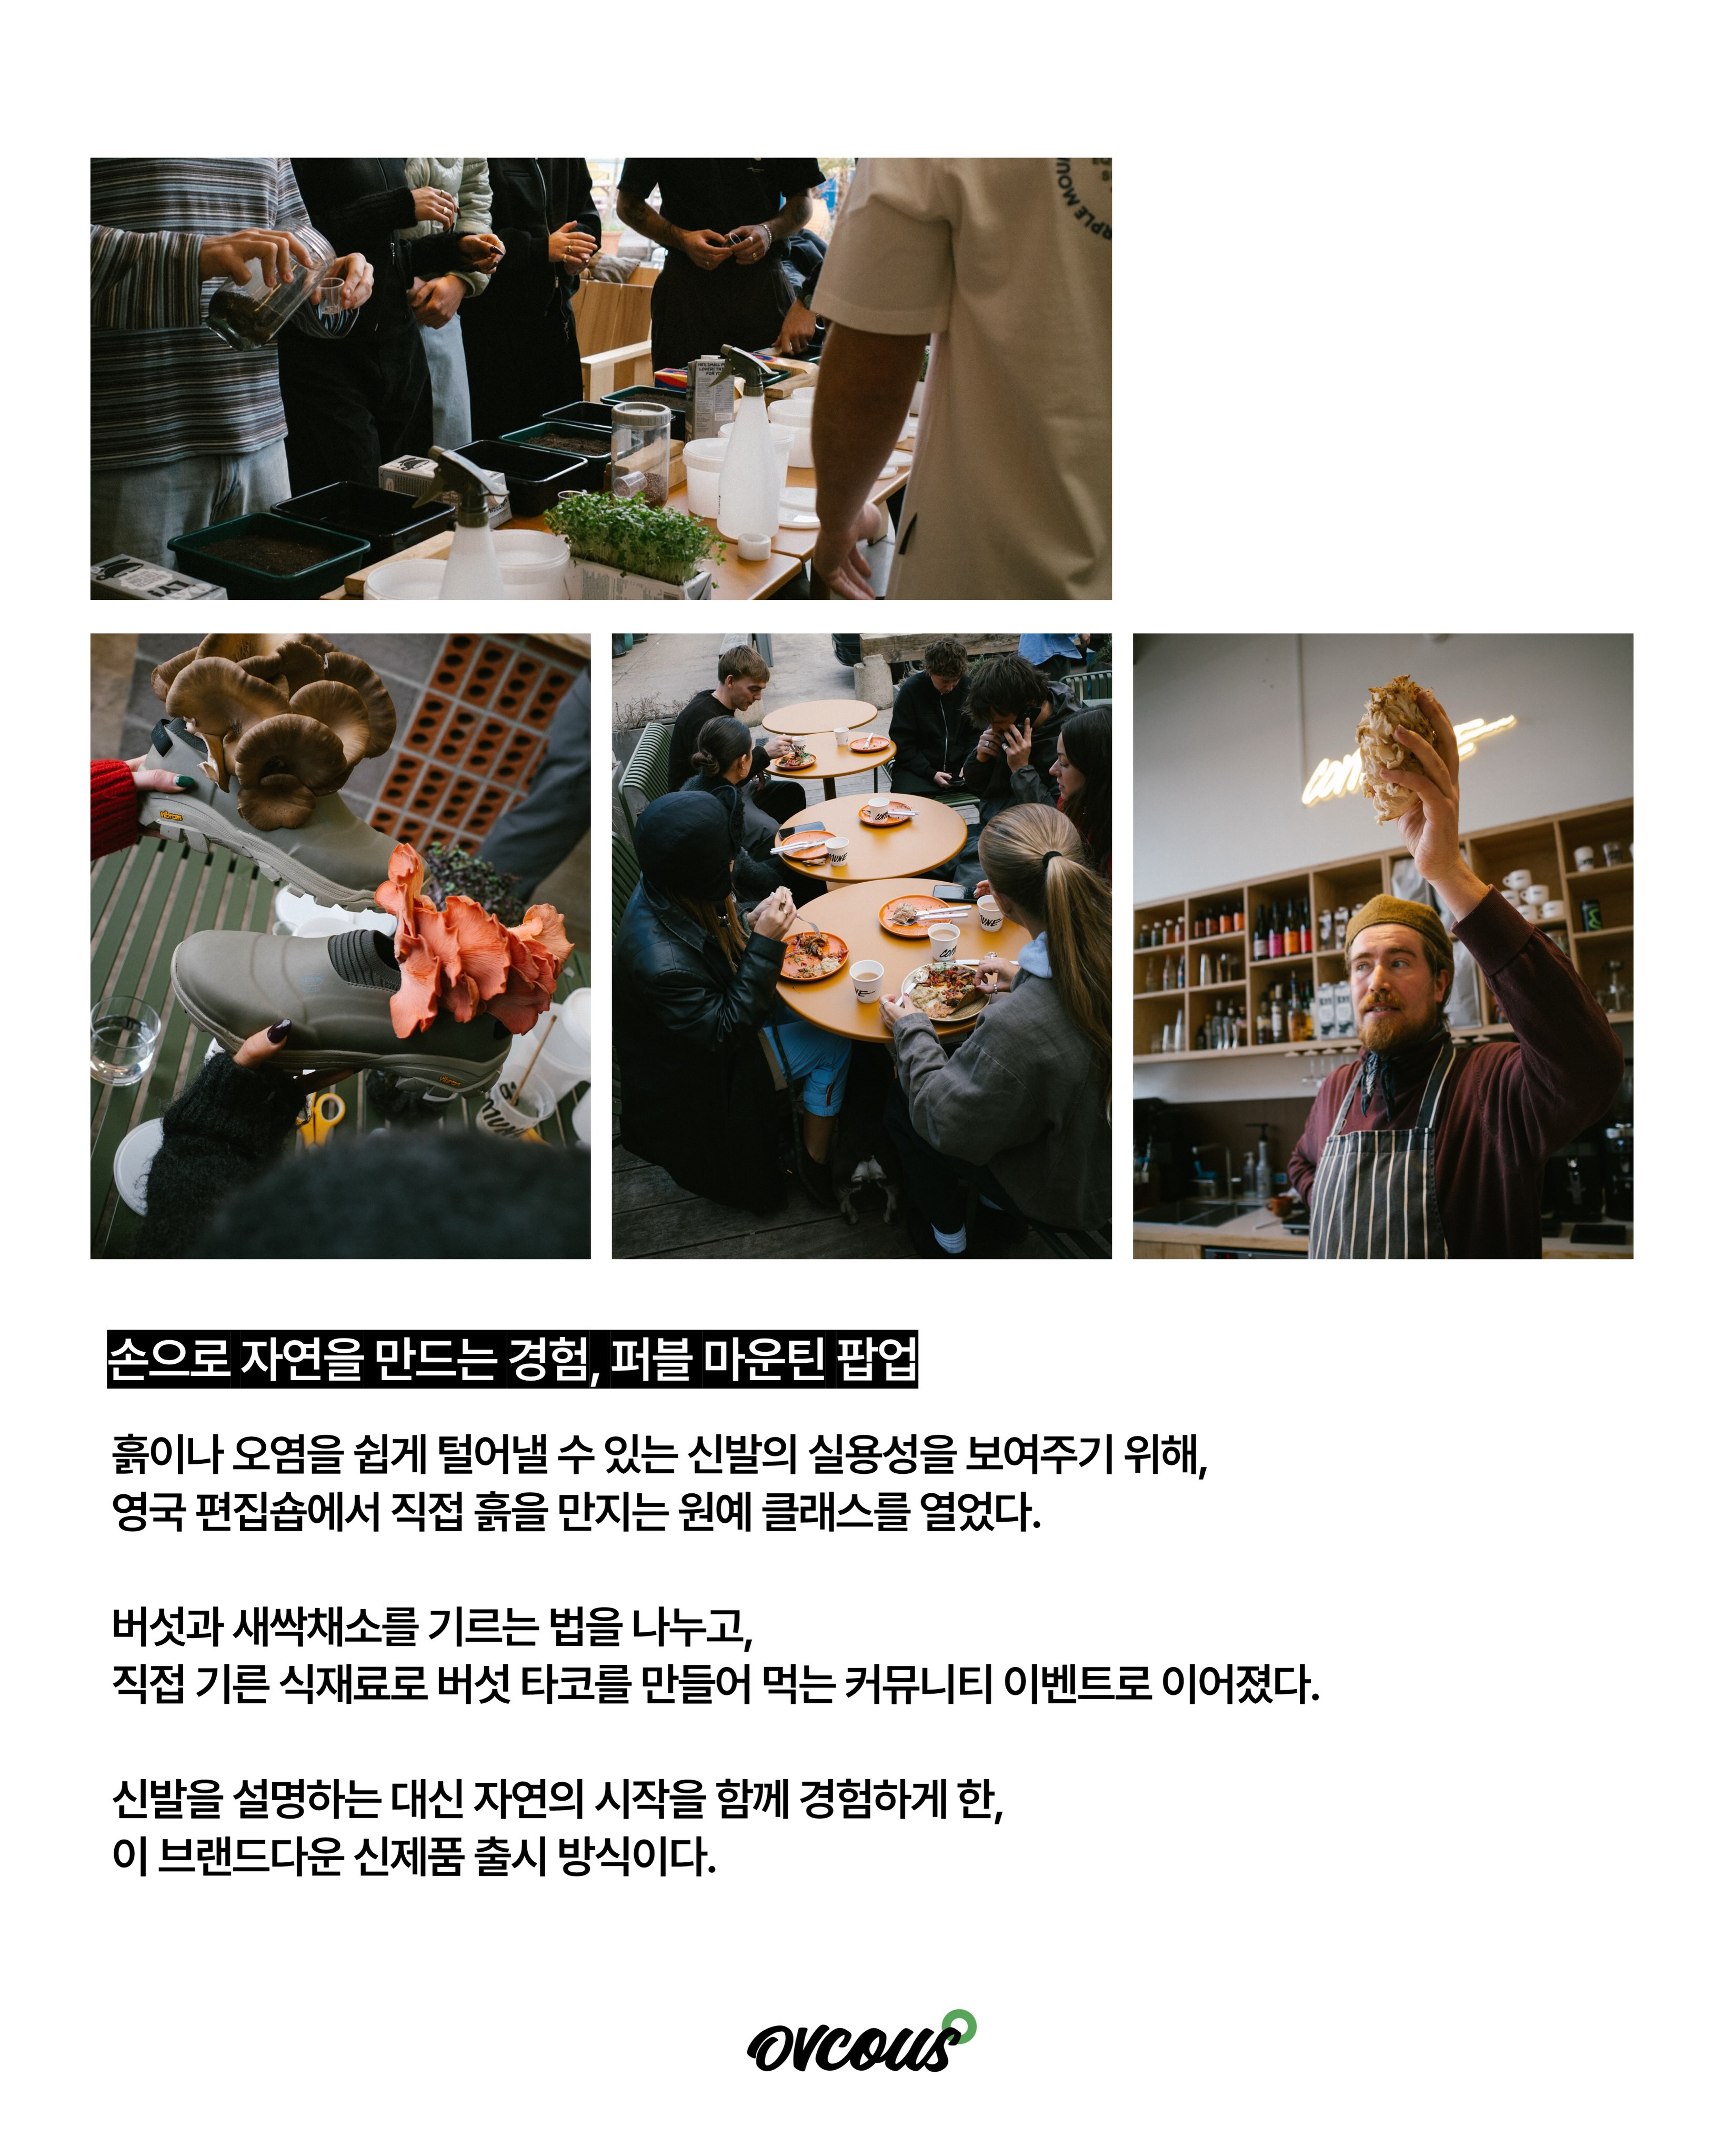 RPLE MOU
vibram
손으로 자연을 만드는 경험, 퍼블 마운틴 팝업
흙이나 오염을 쉽게 털어낼 수 있는 신발의 실용성을 보여주기 위해,
영국 편집숍에서 직접 흙을 만지는 원예 클래스를 열었다.
버섯과 새싹채소를 기르는 법을 나누고,
직접 기른 식재료로 버섯 타코를 만들어 먹는 커뮤니티 이벤트로 이어졌다.
신발을 설명하는 대신 자연의 시작을 함께 경험하게 한,
이 브랜드다운 신제품 출시 방식이다.
ovcous